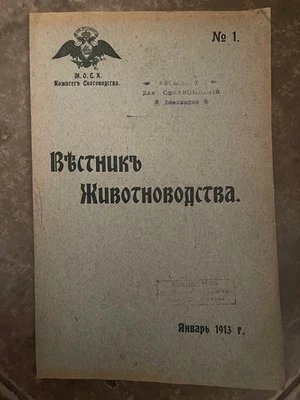 № 1.
М. О. С. Х.
Комитетъ Скотоводства.
Вѣстникъ
Животноводства.
Январь 1913 г.